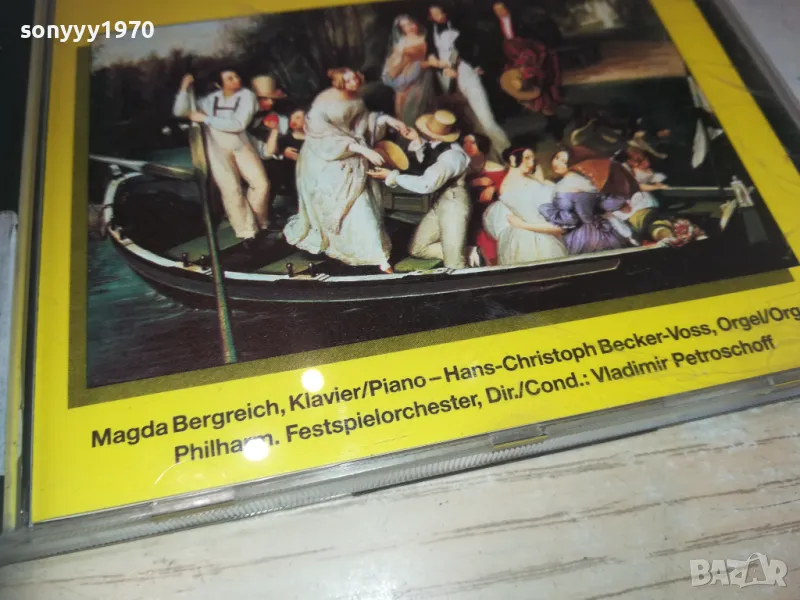 sonyyy1970
Magda Bergreich, Klavier/Piano – Hans-Christoph Becker-Voss, Orgel/Org
Philharm. Festspielorchester, Dir./Cond.: Vladimir Petroschoff
BAZAR